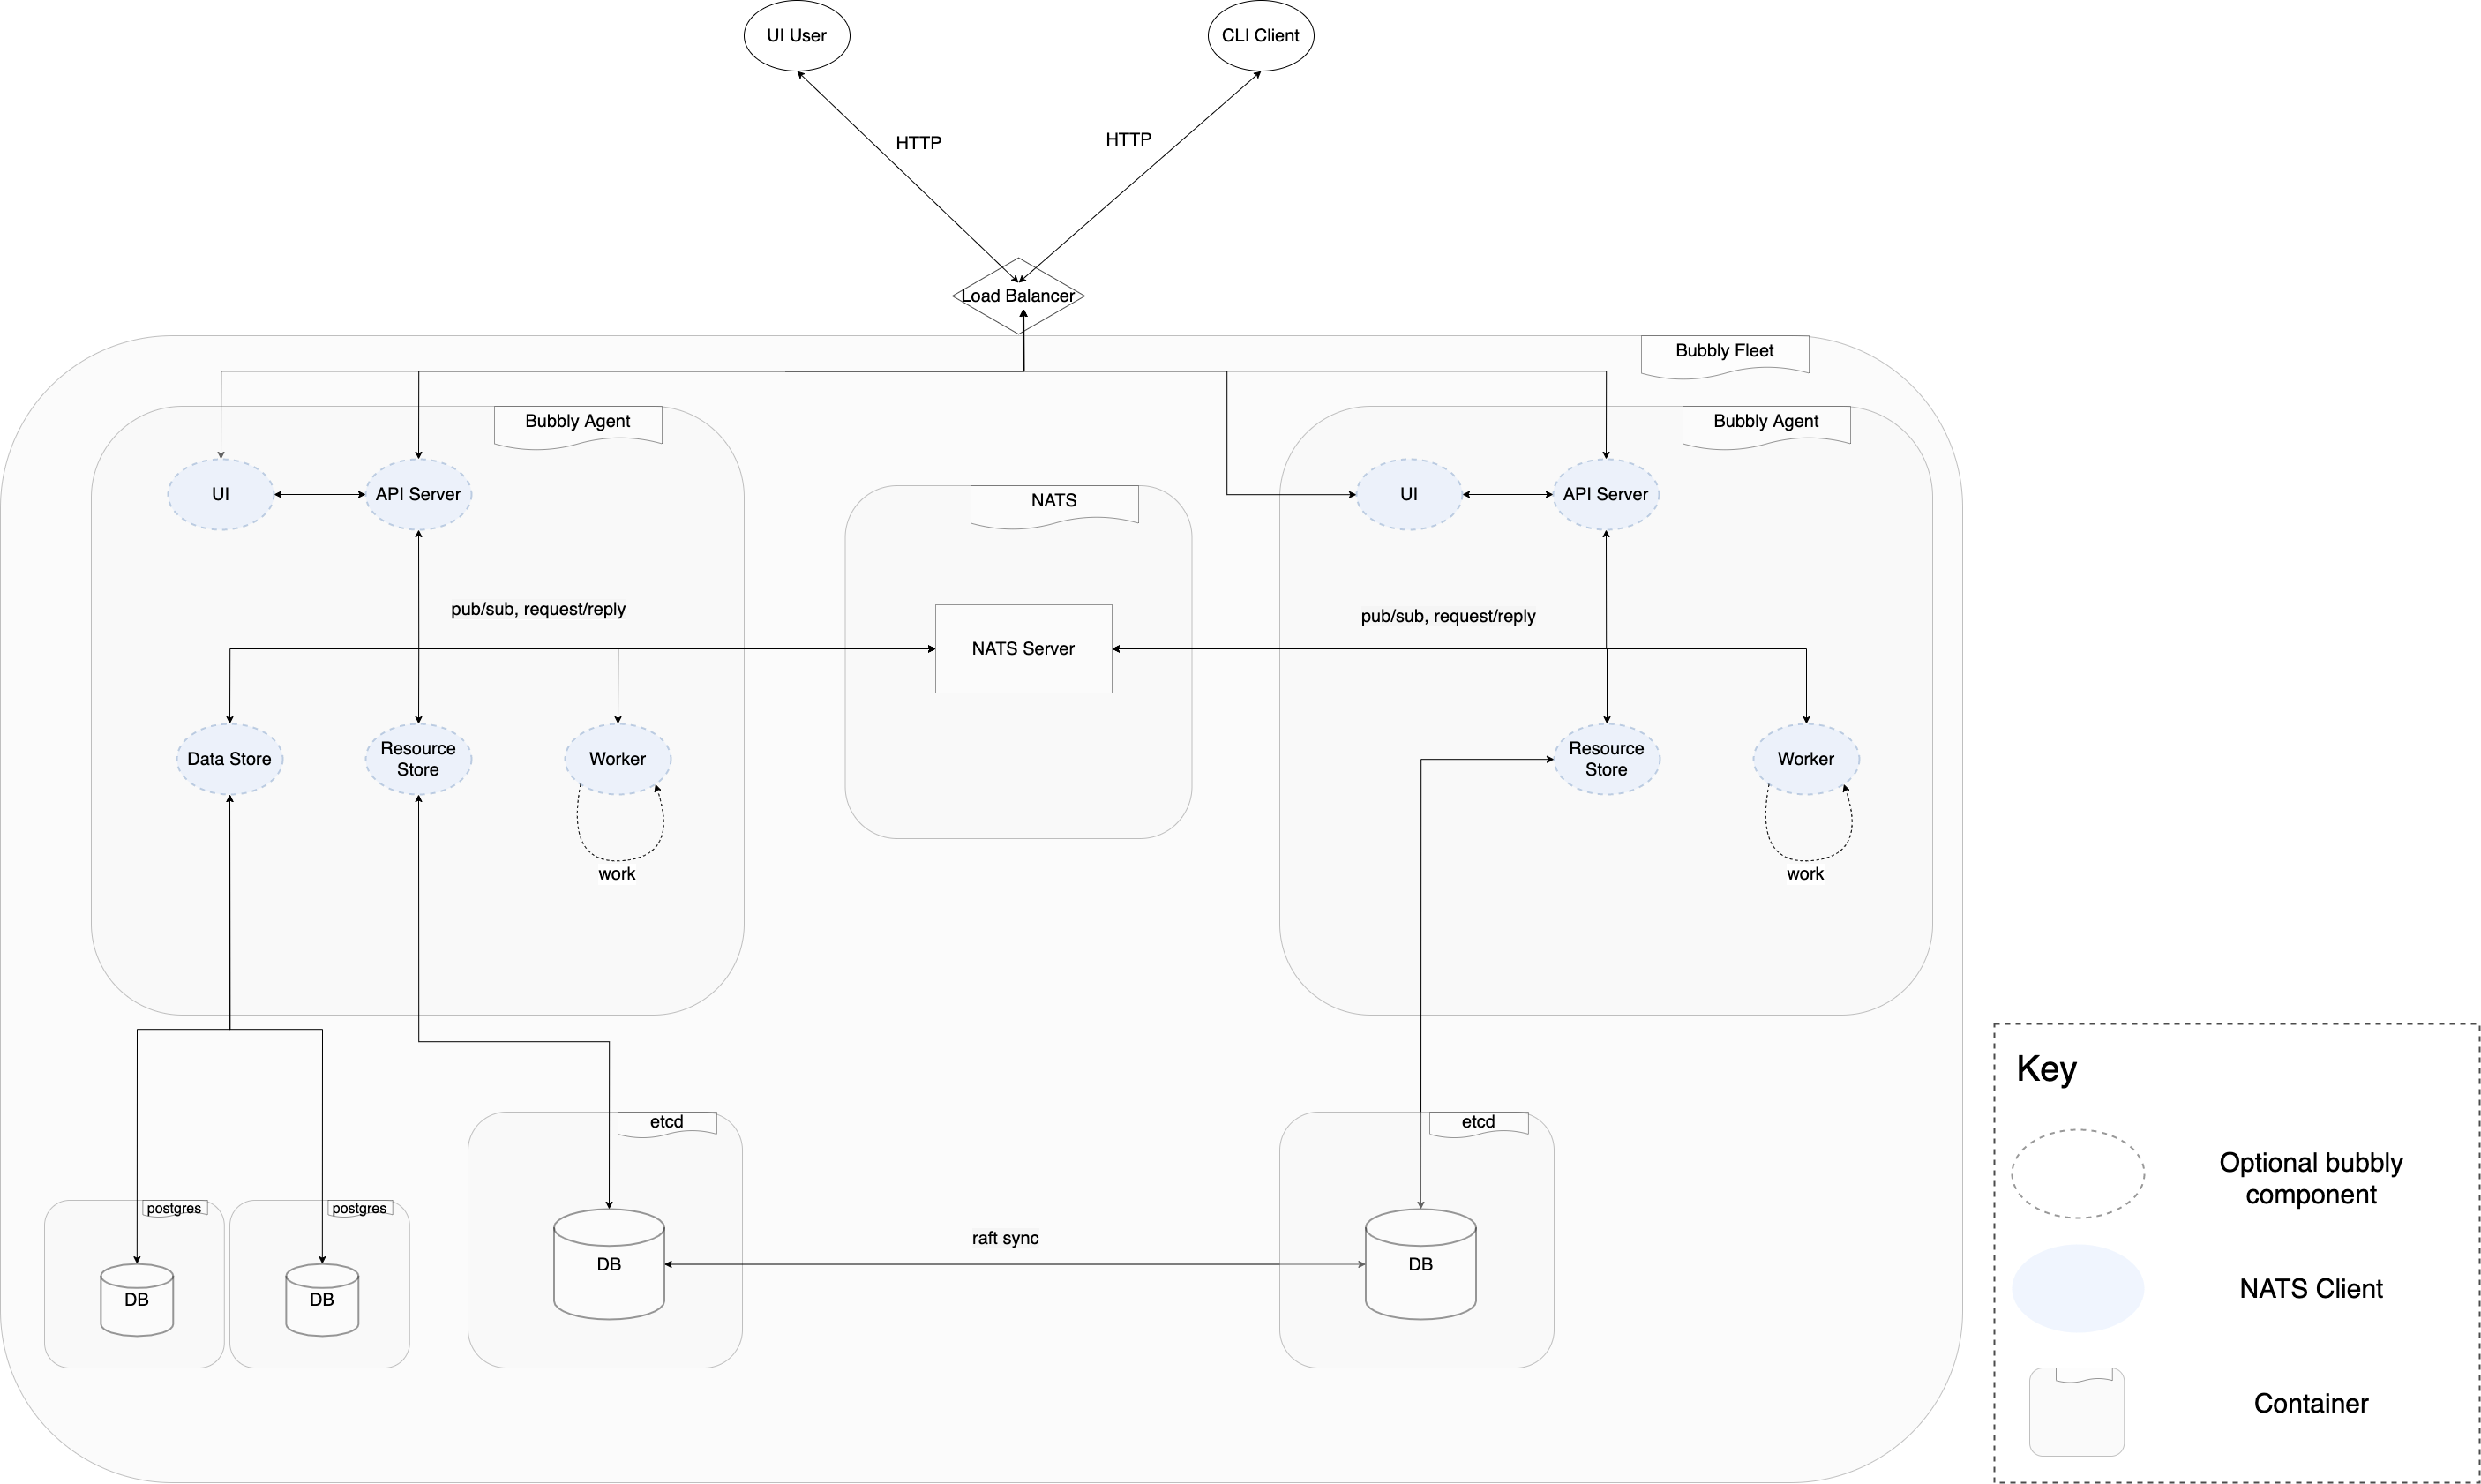 UI User
CLI Client
HTTP
HTTP
Load Balancer
Bubbly Fleet
Bubbly Agent
Bubbly Agent
UI
API Server
NATS
UI
API Server
pub/sub, request/reply
pub/sub, request/reply
NATS Server
Data Store
Resource
Store
Worker
Resource
Store
Worker
work
work
Key
etcd
etcd
Optional bubbly
component
postgres
postgres
raft sync
DB
DB
DB
DB
NATS Client
Container